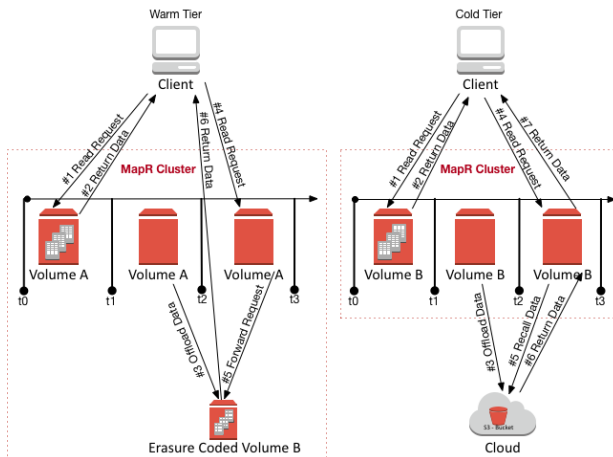 Warm Tier
Client
#1 Read Request
#2 Return Data
#6 Return Data
#4 Read Request
MapR Cluster
Volume A
Volume A
Volume A
t0
t1
t2
t3
#3 Offload Data
#5 Forward Request
Erasure Coded Volume B
Cold Tier
Client
#1 Read Request
#2 Return Data
#4 Read Request
#7 Return Data
MapR Cluster
Volume B
Volume B
Volume B
t0
t1
t2
t3
#3 Offload Data
#5 Recall Data
#6 Return Data
S3 - Bucket
Cloud